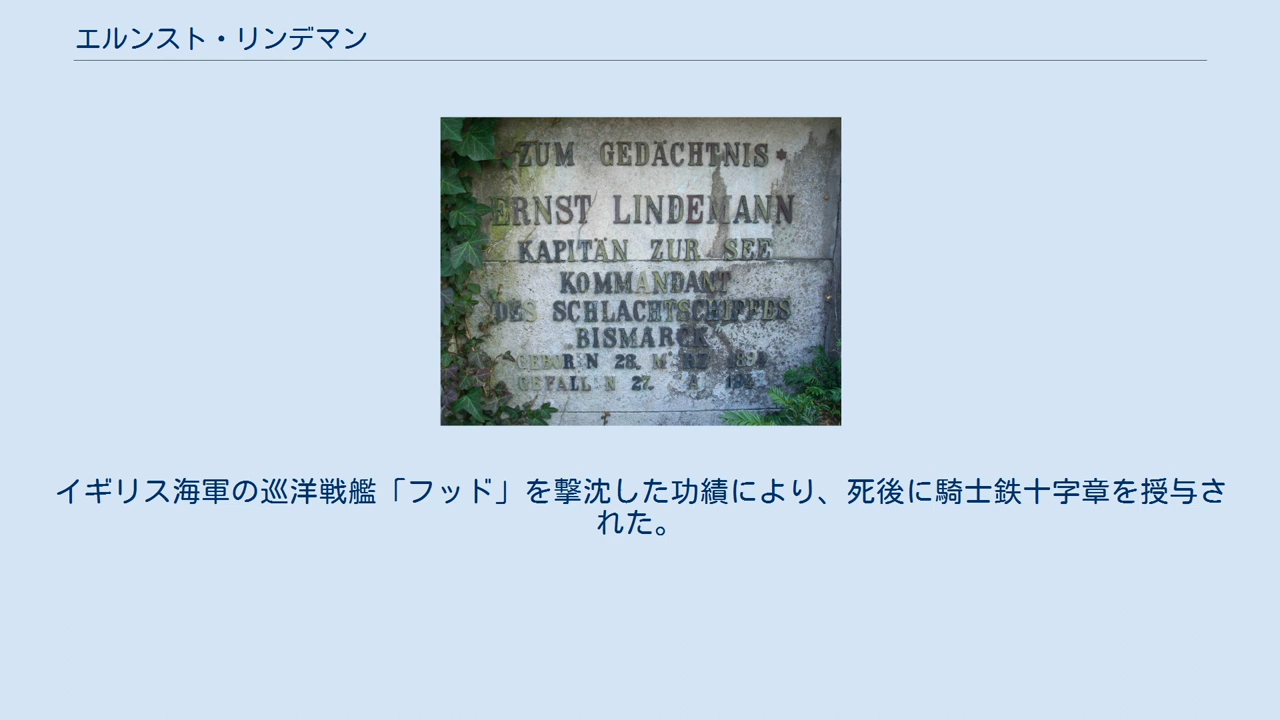 エルンスト・リンデマン
ZUM GEDÄCHTNIS
ERNST LINDEMANN
KAPITÄN ZUR SEE
KOMMANDANT
DES SCHLACHTSCHIFFES
BISMARCK
28.
27.
イギリス海軍の巡洋戦艦「フッド」を撃沈した功績により、死後に騎士鉄十字章を授与さ
れた。